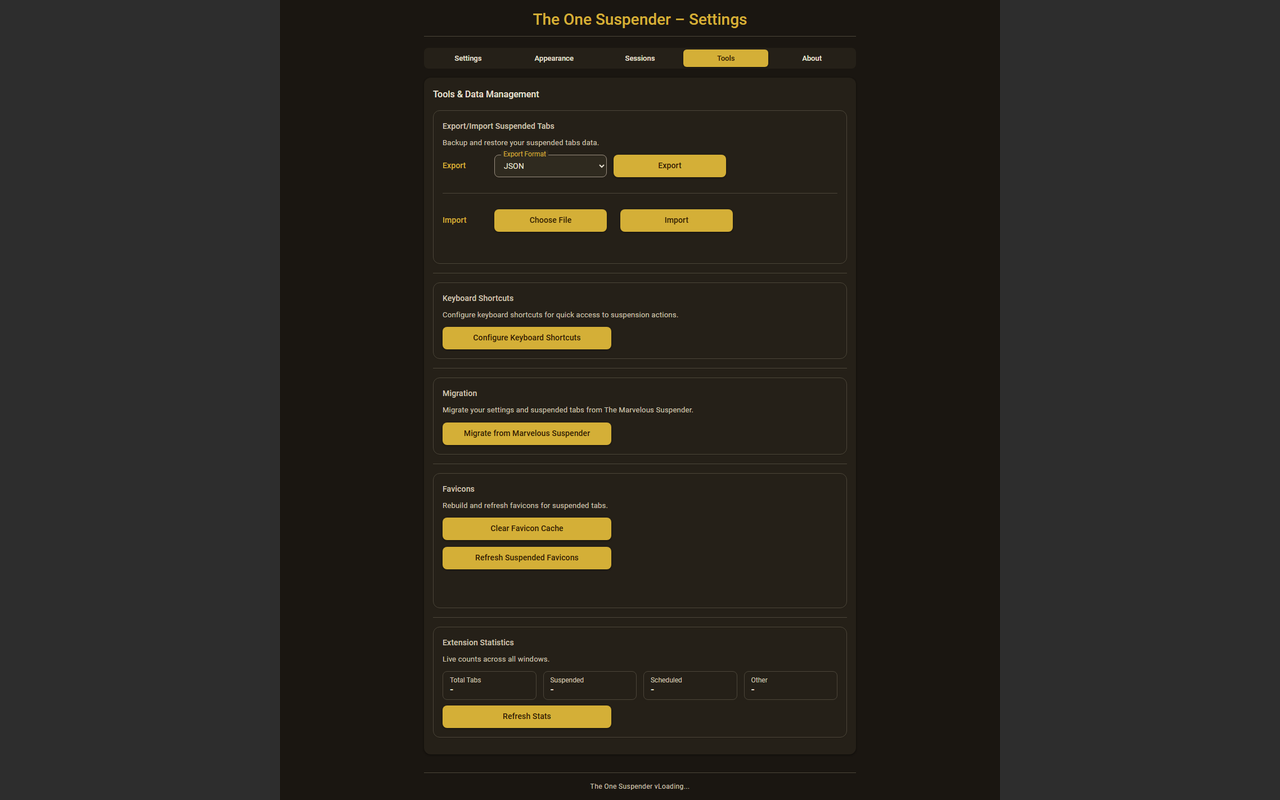 The One Suspender – Settings
Settings
Appearance
Sessions
Tools
About
Tools & Data Management
Export/Import Suspended Tabs
Backup and restore your suspended tabs data.
Export Format
Export
JSON
Export
Import
Choose File
Import
Keyboard Shortcuts
Configure keyboard shortcuts for quick access to suspension actions.
Configure Keyboard Shortcuts
Migration
Migrate your settings and suspended tabs from The Marvelous Suspender.
Migrate from Marvelous Suspender
Favicons
Rebuild and refresh favicons for suspended tabs.
Clear Favicon Cache
Refresh Suspended Favicons
Extension Statistics
Live counts across all windows.
Total Tabs
-
Suspended
-
Scheduled
-
Other
-
Refresh Stats
The One Suspender vLoading...